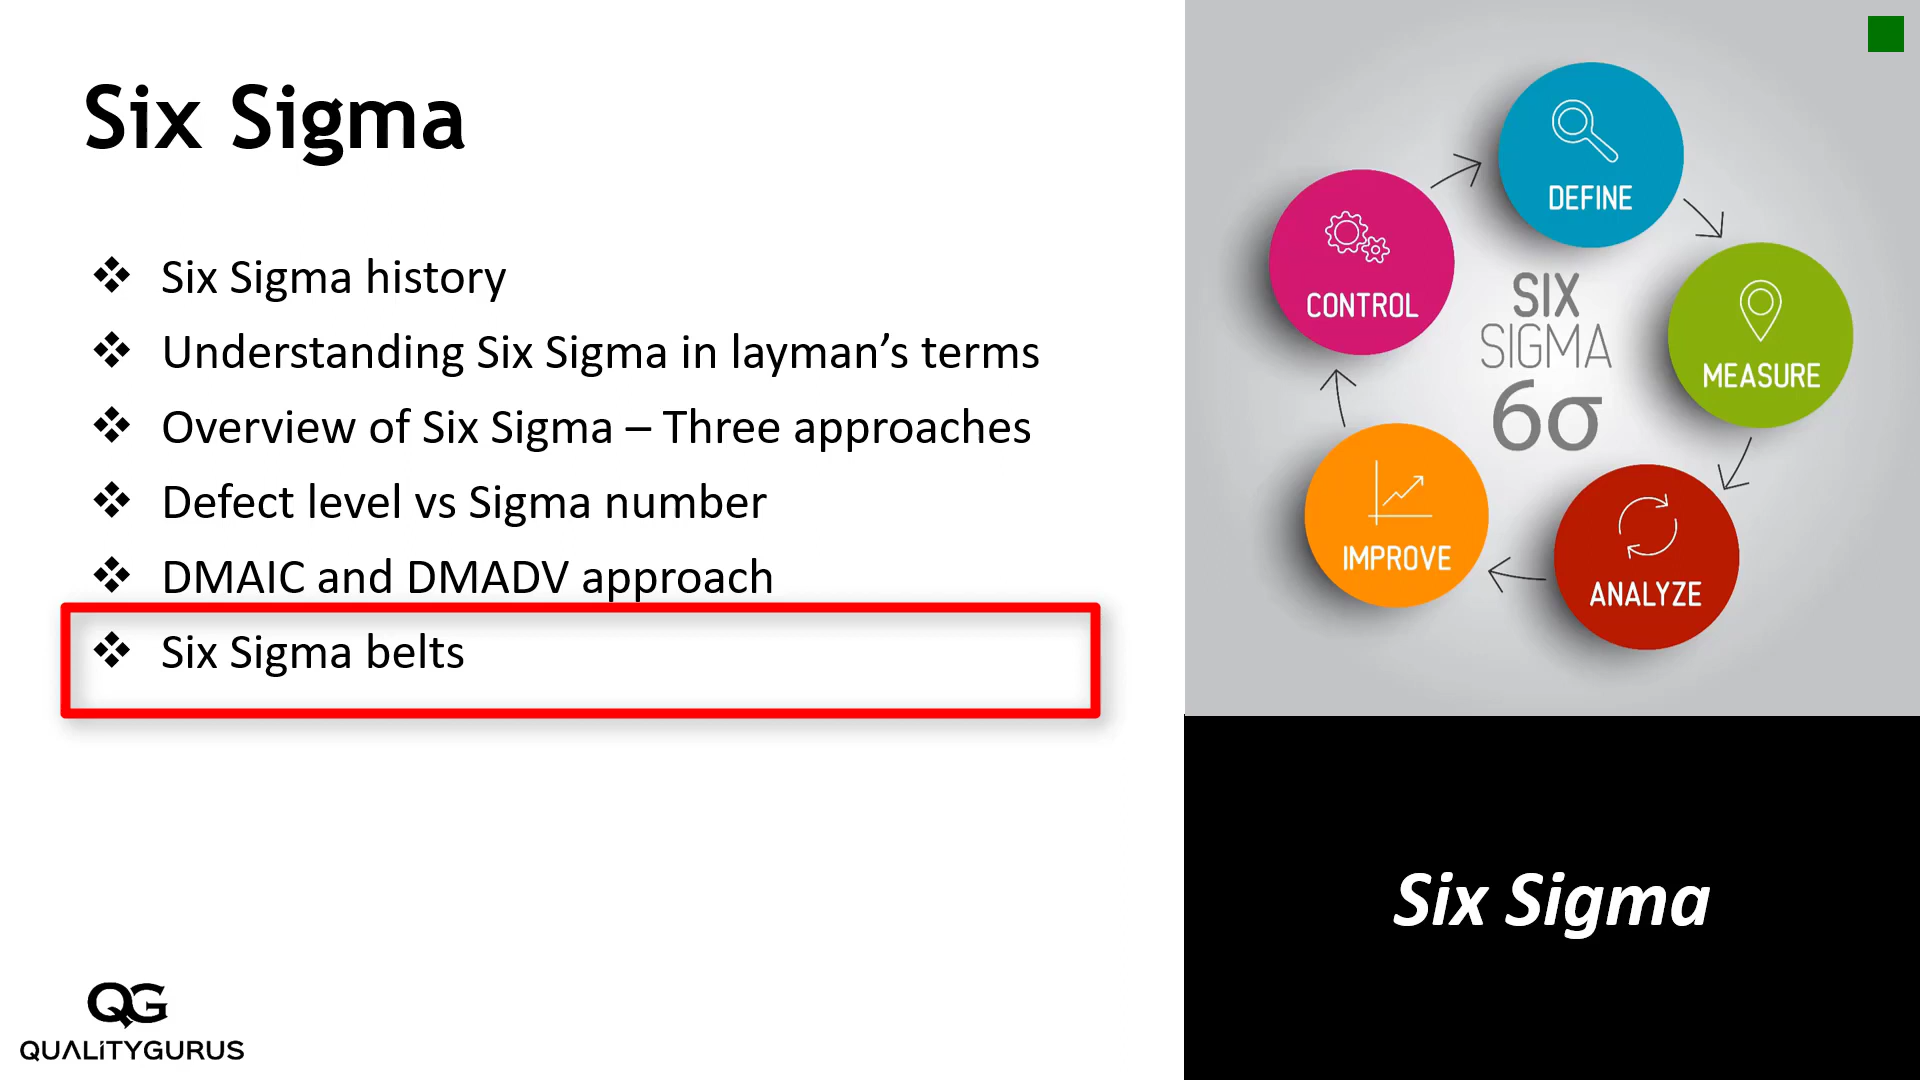 Six Sigma
❖ Six Sigma history
❖ Understanding Six Sigma in layman’s terms
❖ Overview of Six Sigma – Three approaches
❖ Defect level vs Sigma number
❖ DMAIC and DMADV approach
❖ Six Sigma belts
QG
QUALITYGURUS
DEFINE
MEASURE
ANALYZE
IMPROVE
CONTROL
SIX
SIGMA
6σ
Six Sigma